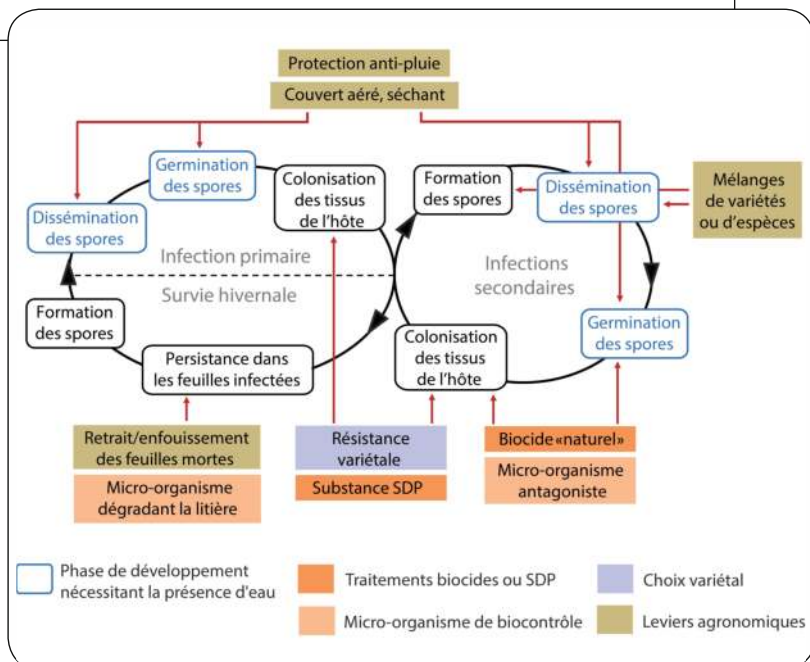 Protection anti-pluie
Couvert aéré, séchant
Germination
des spores
Colonisation
des tissus
de l'hôte
Formation
des spores
Dissémination
des spores
Mélanges
de variétés
ou d'espèces
Dissémination
des spores
Infection primaire
Survie hivernale
Infections
secondaires
Formation
des spores
Germination
des spores
Persistance dans
les feuilles infectées
Colonisation
des tissus
de l'hôte
Retrait/enfouissement
des feuilles mortes
Micro-organisme
dégradant la litière
Résistance
variétale
Substance SDP
Biocide «naturel»
Micro-organisme
antagoniste
Phase de développement
nécessitant la présence d'eau
Traitements biocides ou SDP
Micro-organisme de biocontrôle
Choix variétal
Leviers agronomiques